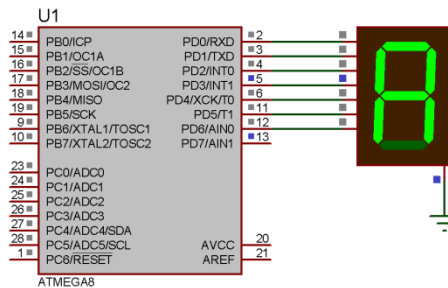 U1
14 PB0/ICP PD0/RXD 2
15 PB1/OC1A PD1/TXD 3
16 PB2/SS/OC1B PD2/INT0 4
17 PB3/MOSI/OC2 PD3/INT1 5
18 PB4/MISO PD4/XCK/T0 6
19 PB5/SCK PD5/T1 11
9 PB6/XTAL1/TOSC1 PD6/AIN0 12
10 PB7/XTAL2/TOSC2 PD7/AIN1 13
23 PC0/ADC0
24 PC1/ADC1
25 PC2/ADC2
26 PC3/ADC3
27 PC4/ADC4/SDA
28 PC5/ADC5/SCL AVCC 20
1 PC6/RESET AREF 21
ATMEGA8
A